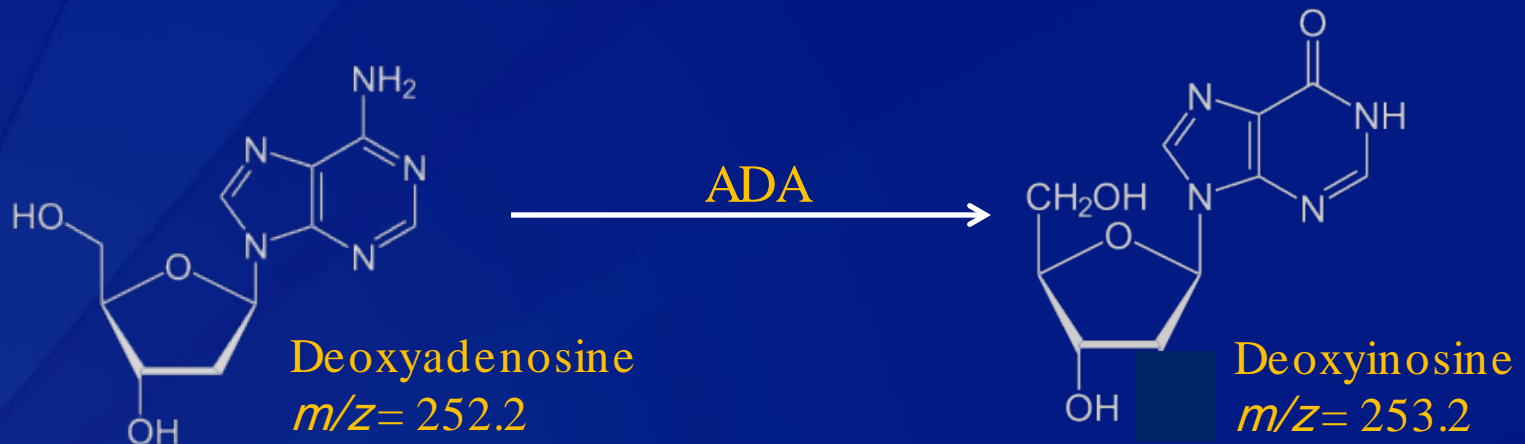 NH₂
N
N
N
N
HO
O
OH
Deoxyadenosine
m/z= 252.2
ADA
O
N
NH
N
N
CH₂OH
O
OH
Deoxyinosine
m/z= 253.2